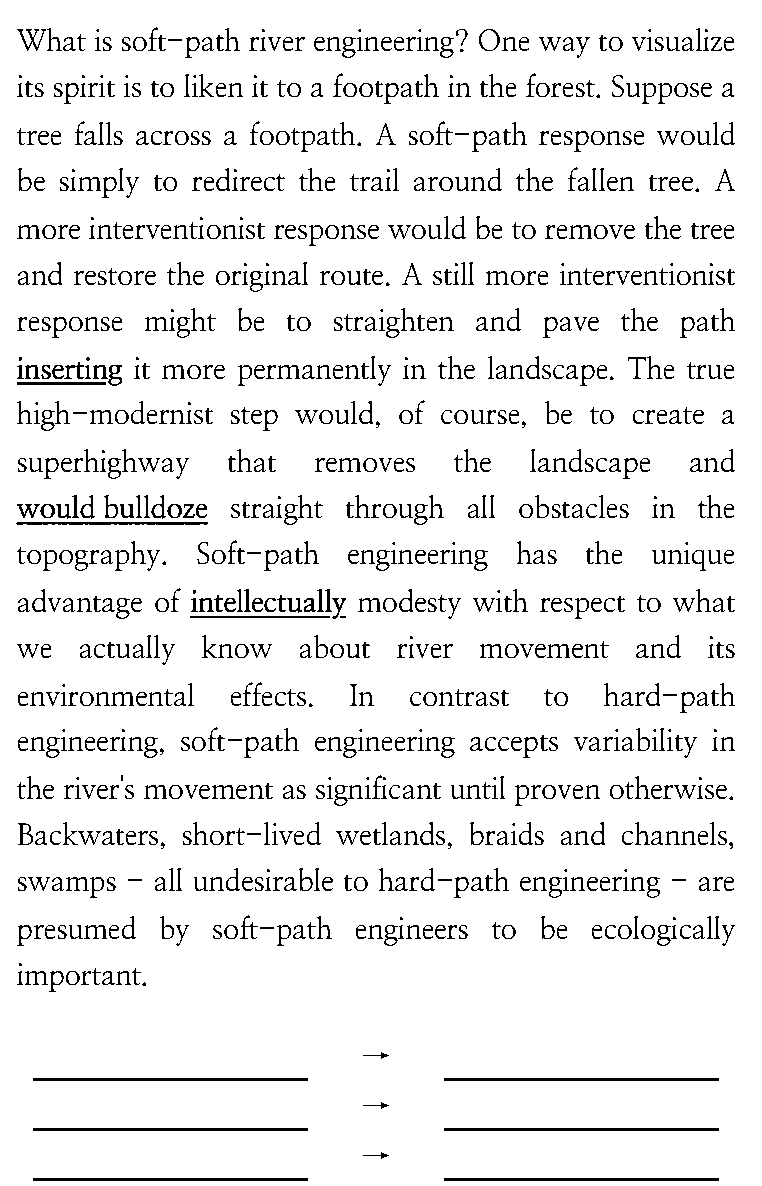 What is soft-path river engineering? One way to visualize
its spirit is to liken it to a footpath in the forest. Suppose a
tree falls across a footpath. A soft-path response would
be simply to redirect the trail around the fallen tree. A
more interventionist response would be to remove the tree
and restore the original route. A still more interventionist
response might be to straighten and pave the path
inserting it more permanently in the landscape. The true
high-modernist step would, of course, be to create a
superhighway that removes the landscape and
would bulldoze straight through all obstacles in the
topography. Soft-path engineering has the unique
advantage of intellectually modesty with respect to what
we actually know about river movement and its
environmental effects. In contrast to hard-path
engineering, soft-path engineering accepts variability in
the river's movement as significant until proven otherwise.
Backwaters, short-lived wetlands, braids and channels,
swamps - all undesirable to hard-path engineering - are
presumed by soft-path engineers to be ecologically
important.
→
→
→